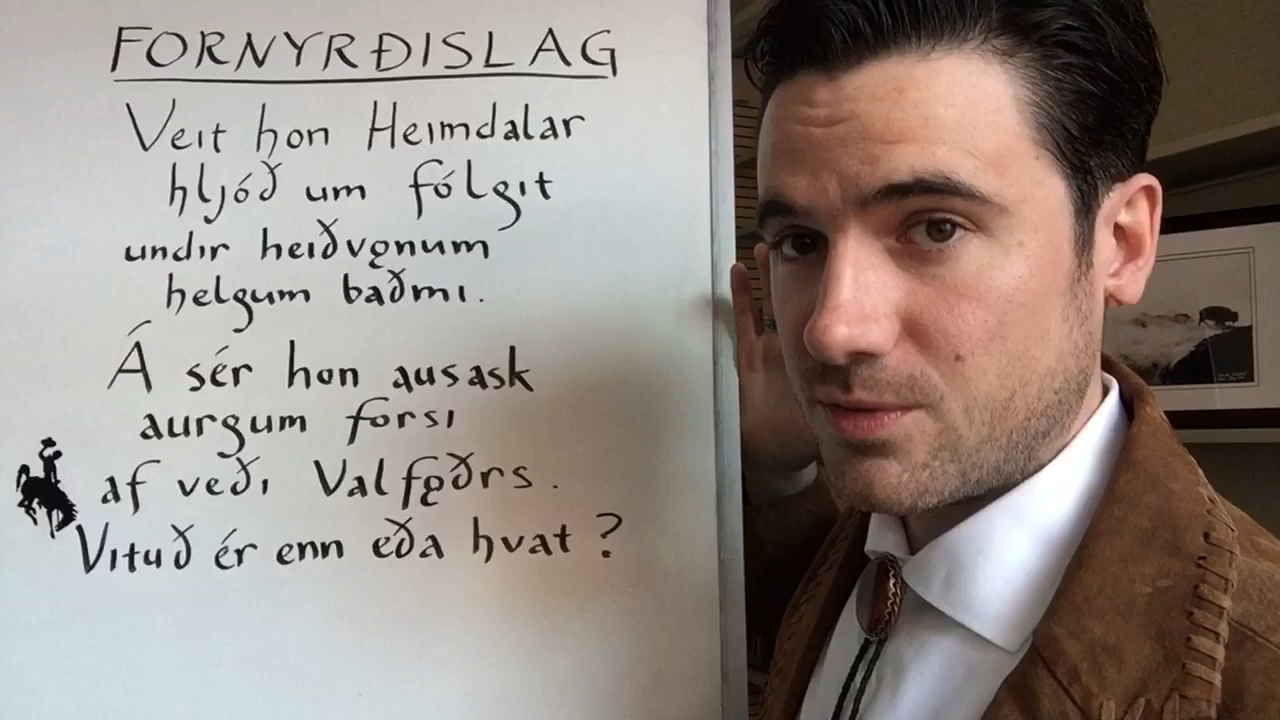 FORNYRÐISLAG
Veit hon Heimdalar
hljóð um fólgit
undir heiðvǫnum
helgum baðmi.
Á sér hon ausask
aurgum forsi
af veði Valfǫðrs.
Vituð ér enn eða hvat?